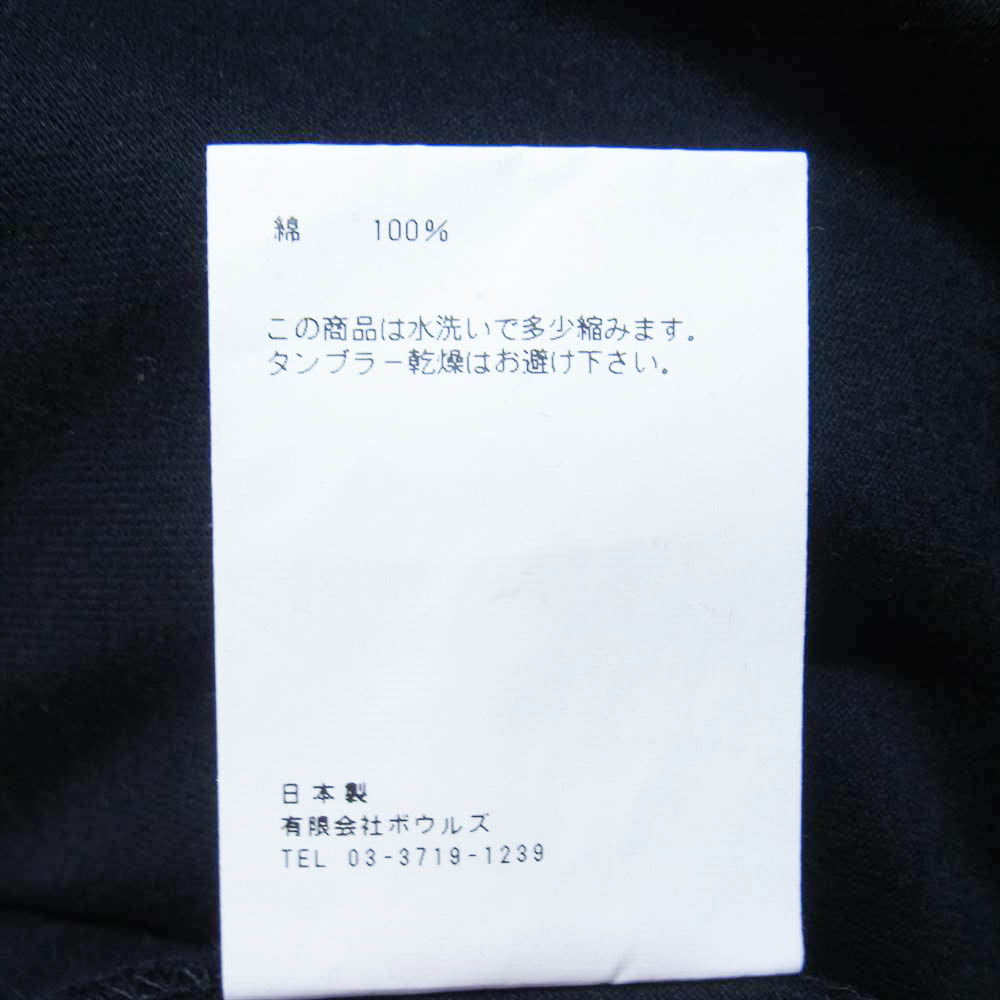 綿 100%
この商品は水洗いで多少縮みます。
タンブラー乾燥はお避け下さい。
日本製
有限会社ボウルズ
TEL 03-3719-1239